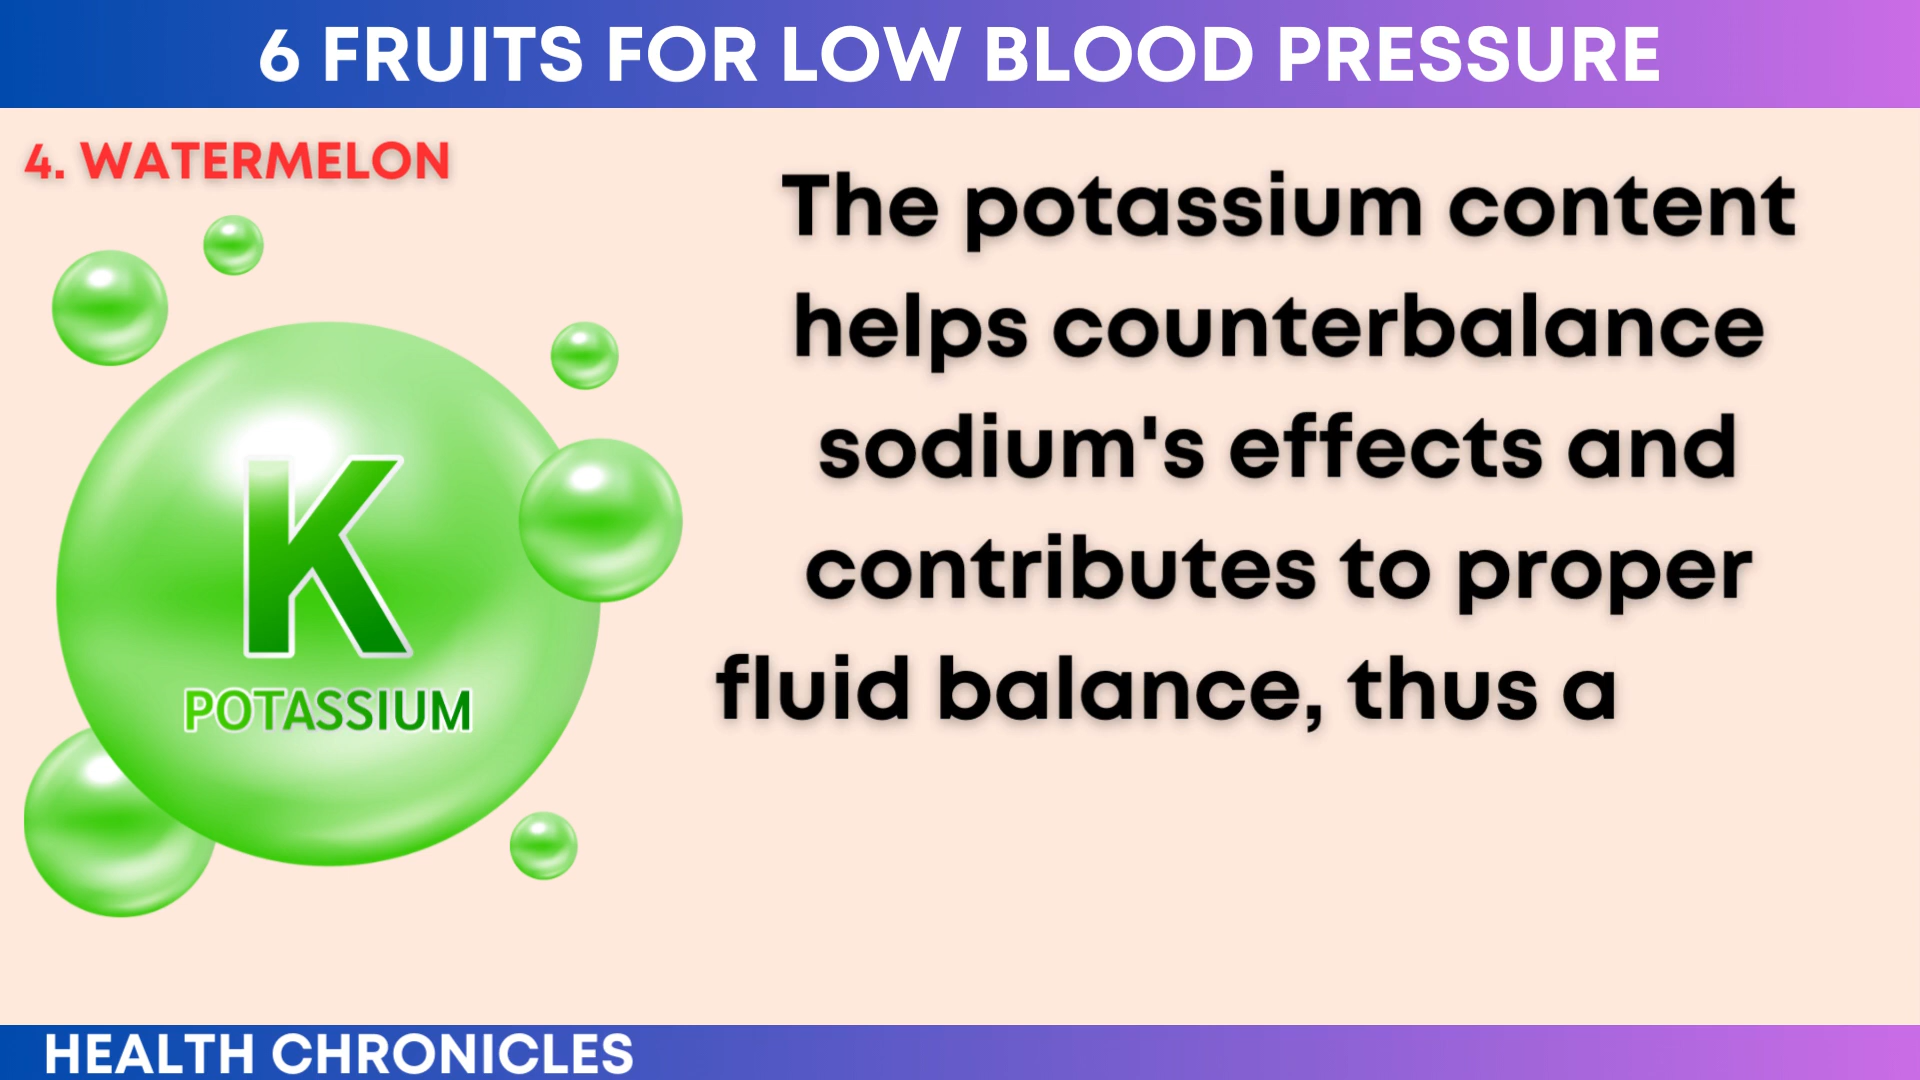 6 FRUITS FOR LOW BLOOD PRESSURE
4. WATERMELON
K
POTASSIUM
The potassium content
helps counterbalance
sodium's effects and
contributes to proper
fluid balance, thus a
HEALTH CHRONICLES